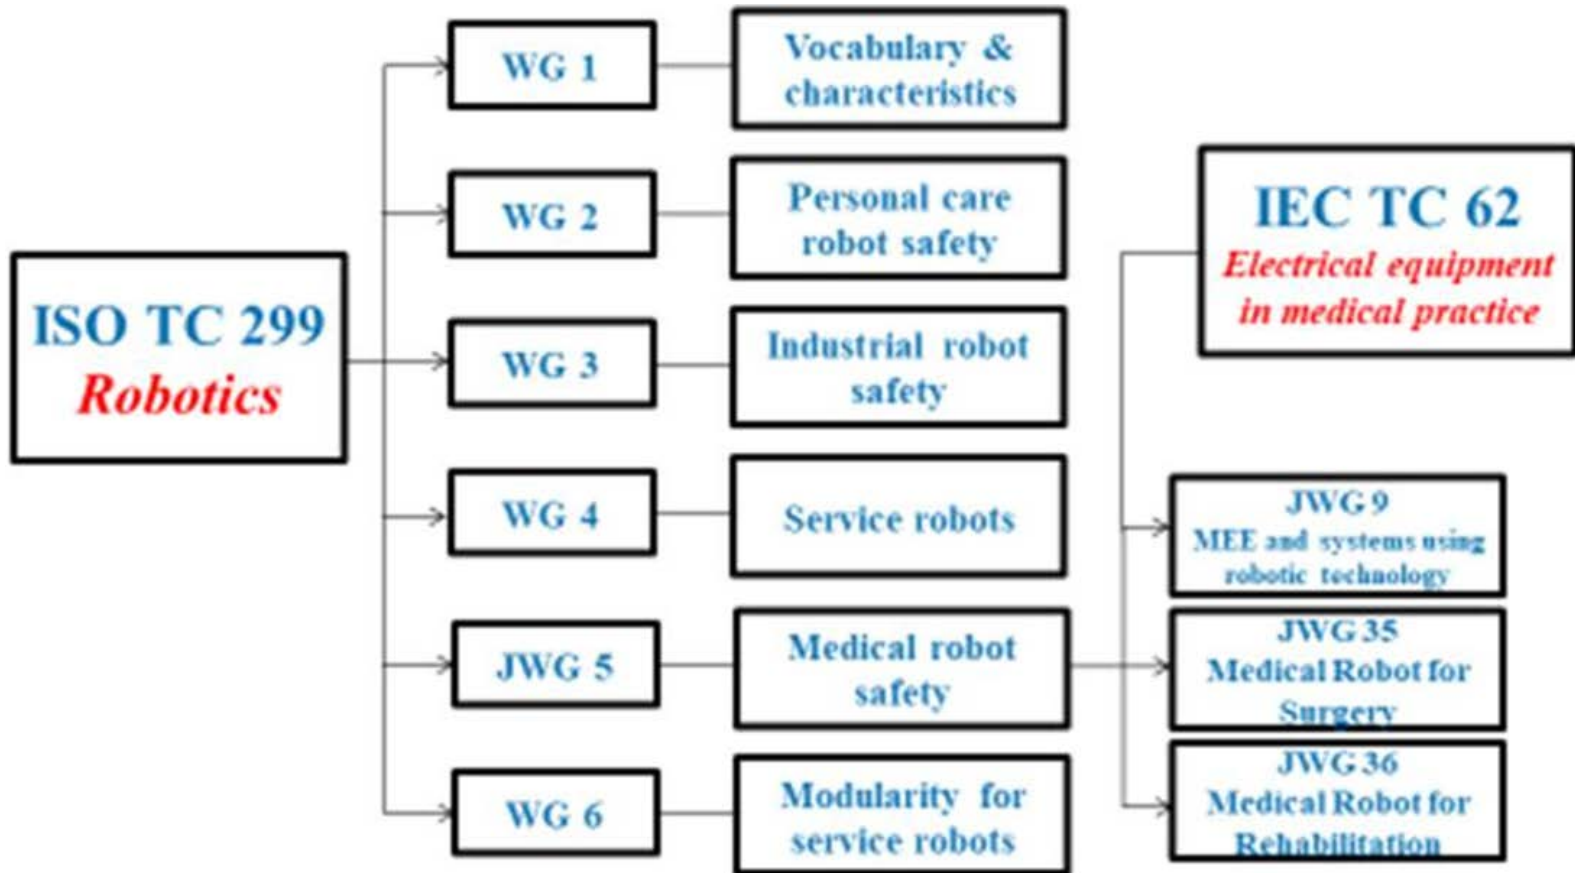 ISO TC 299
Robotics
WG 1
Vocabulary &
characteristics
WG 2
Personal care
robot safety
WG 3
Industrial robot
safety
WG 4
Service robots
JWG 5
Medical robot
safety
WG 6
Modularity for
service robots
IEC TC 62
Electrical equipment
in medical practice
JWG 9
MEE and systems using
robotic technology
JWG 35
Medical Robot for
Surgery
JWG 36
Medical Robot for
Rehabilitation